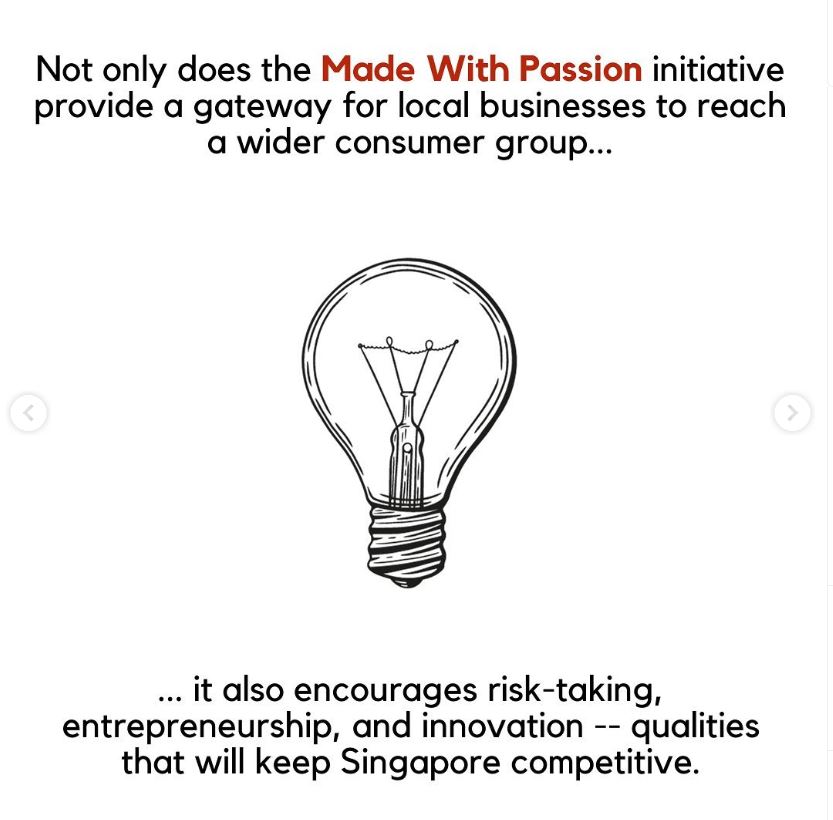 Not only does the Made With Passion initiative
provide a gateway for local businesses to reach
a wider consumer group...
... it also encourages risk-taking,
entrepreneurship, and innovation -- qualities
that will keep Singapore competitive.